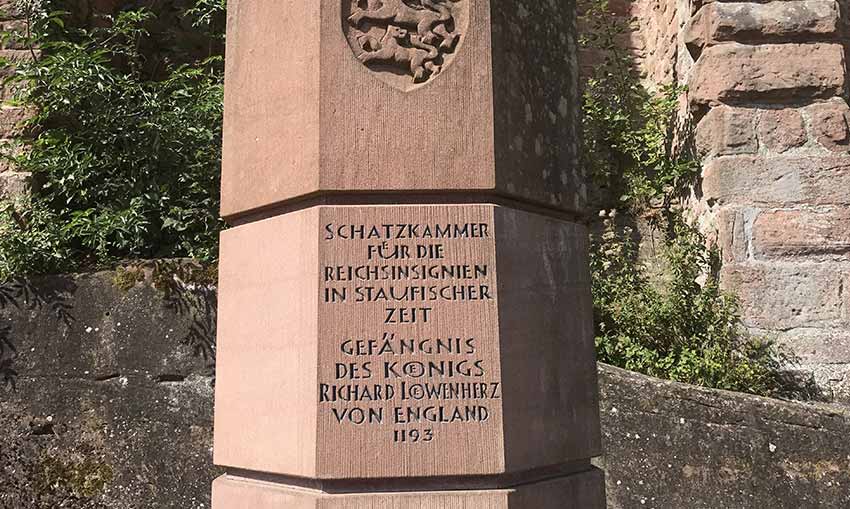 SCHATZKAMMER
FÜR DIE
REICHSINSIGNIEN
IN STAUFISCHER
ZEIT
GEFÄNGNIS
DES KÖNIGS
RICHARD LÖWENHERZ
VON ENGLAND
1193